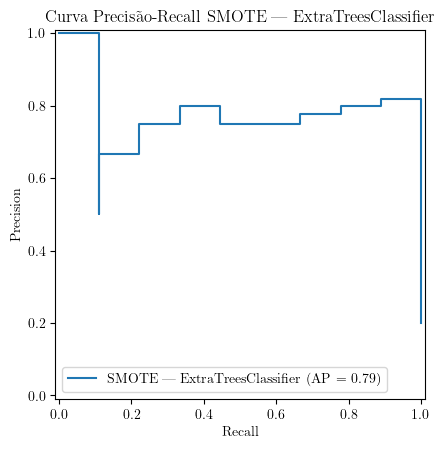 Curva Precisão-Recall SMOTE — ExtraTreesClassifier
1.0
0.8
0.6
0.4
0.2
0.0
Precision
SMOTE — ExtraTreesClassifier (AP = 0.79)
0.0 0.2 0.4 0.6 0.8 1.0
Recall